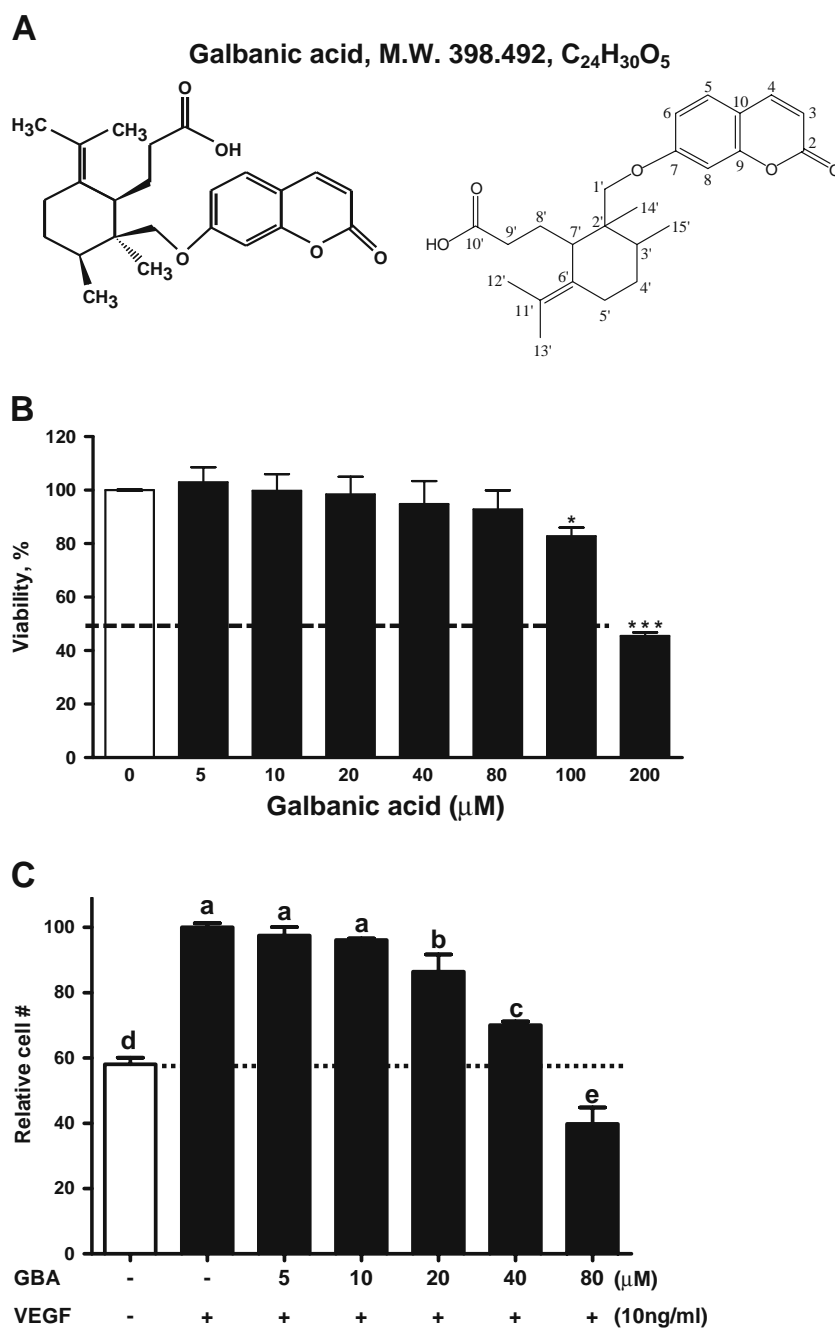 A
Galbanic acid, M.W. 398.492, C₂₄H₃₀O₅
H₃C
CH₃
O
OH
O
O
O
CH₃
CH₃
O
HO
10'
9'
8'
7'
1'
2'
14'
15'
3'
4'
5'
6'
11'
12'
13'
O
7
6
5
10
4
3
2
O
O
9
8
B
Viability, %
120
100
80
60
40
20
0
*
***
0 5 10 20 40 80 100 200
Galbanic acid (μM)
C
Relative cell #
100
80
60
40
20
0
d a a a b c e
GBA - - 5 10 20 40 80 (μM)
VEGF - + + + + + + (10ng/ml)